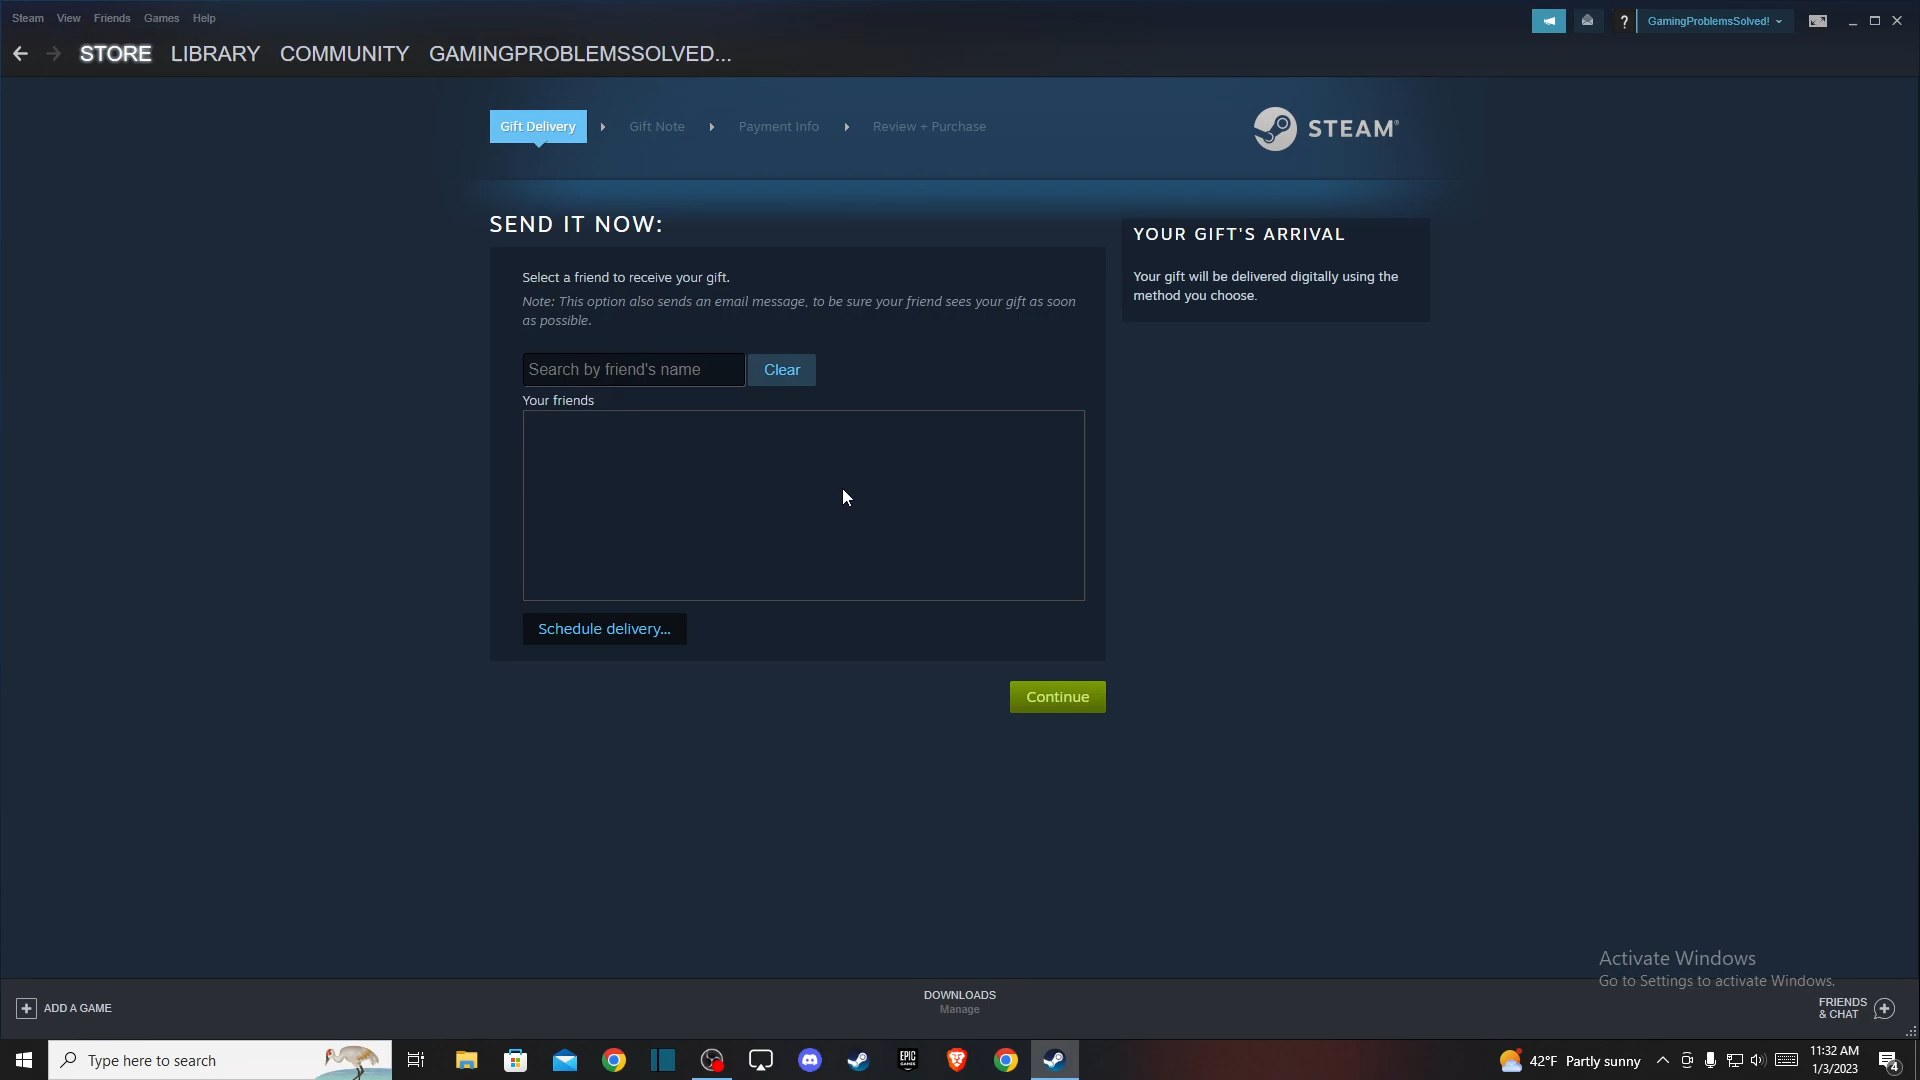 Steam View Friends Games Help
? GamingProblemsSolved!
STORE LIBRARY COMMUNITY GAMINGPROBLEMSSOLVED...
Gift Delivery Gift Note Payment Info Review + Purchase
STEAM®
SEND IT NOW:
Select a friend to receive your gift.
Note: This option also sends an email message, to be sure your friend sees your gift as soon
as possible.
Search by friend's name Clear
Your friends
Schedule delivery...
Continue
YOUR GIFT'S ARRIVAL
Your gift will be delivered digitally using the
method you choose.
Activate Windows
Go to Settings to activate Windows.
ADD A GAME
DOWNLOADS
Manage
FRIENDS
& CHAT
Type here to search
EPIC
GAMES
42°F Partly sunny
11:32 AM
1/3/2023
4